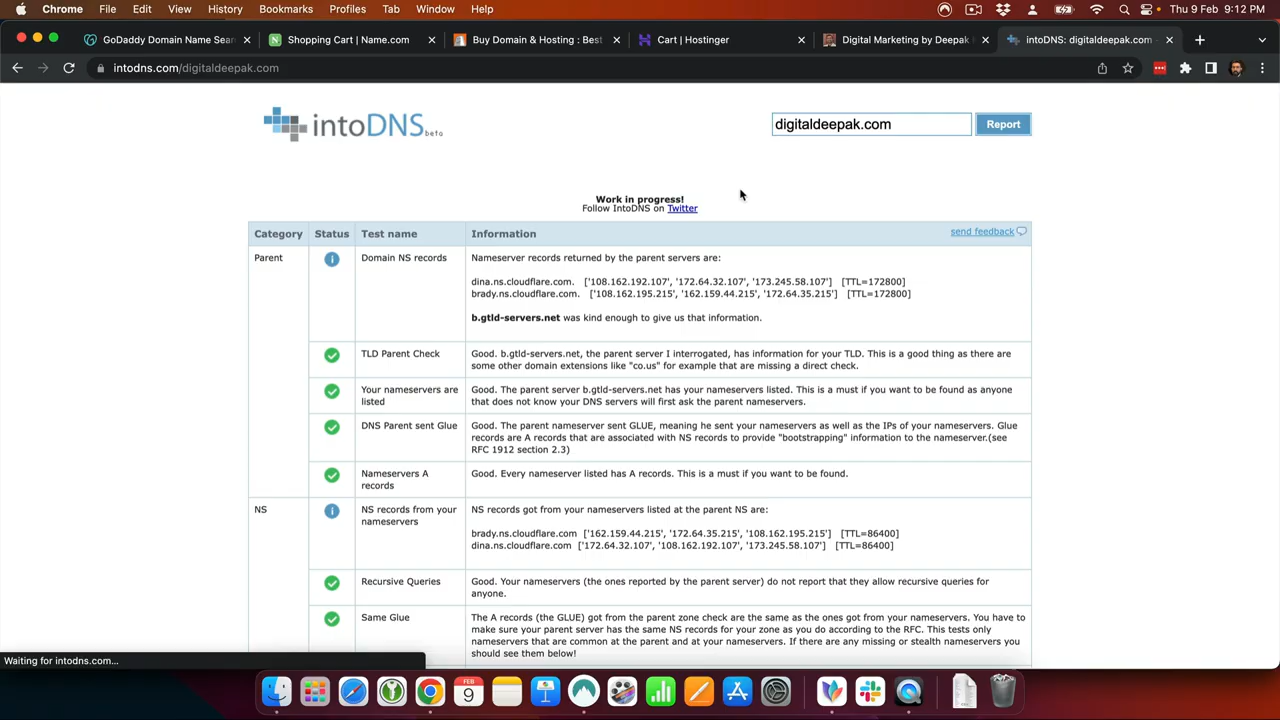 Chrome File Edit View History Bookmarks Profiles Tab Window Help Thu 9 Feb 9:12 PM
GoDaddy Domain Name Sear
Shopping Cart | Name.com
Buy Domain & Hosting : Best
Cart | Hostinger
Digital Marketing by Deepak
intoDNS: digitaldeepak.com -
intodns.com/digitaldeepak.com
intoDNS beta
digitaldeepak.com Report
Work in progress!
Follow IntoDNS on Twitter
Category Status Test name Information send feedback
Parent Domain NS records Nameserver records returned by the parent servers are:
dina.ns.cloudflare.com. ['108.162.192.107', '172.64.32.107', '173.245.58.107'] [TTL=172800]
brady.ns.cloudflare.com. ['108.162.195.215', '162.159.44.215', '172.64.35.215'] [TTL=172800]
b.gtld-servers.net was kind enough to give us that information.
TLD Parent Check Good. b.gtld-servers.net, the parent server I interrogated, has information for your TLD. This is a good thing as there are
some other domain extensions like "co.us" for example that are missing a direct check.
Your nameservers are Good. The parent server b.gtld-servers.net has your nameservers listed. This is a must if you want to be found as anyone
listed that does not know your DNS servers will first ask the parent nameservers.
DNS Parent sent Glue Good. The parent nameserver sent GLUE, meaning he sent your nameservers as well as the IPs of your nameservers. Glue
records are A records that are associated with NS records to provide "bootstrapping" information to the nameserver.(see
RFC 1912 section 2.3)
Nameservers A Good. Every nameserver listed has A records. This is a must if you want to be found.
records
NS NS records from your NS records got from your nameservers listed at the parent NS are:
nameservers
brady.ns.cloudflare.com ['162.159.44.215', '172.64.35.215', '108.162.195.215'] [TTL=86400]
dina.ns.cloudflare.com ['172.64.32.107', '108.162.192.107', '173.245.58.107'] [TTL=86400]
Recursive Queries Good. Your nameservers (the ones reported by the parent server) do not report that they allow recursive queries for
anyone.
Same Glue The A records (the GLUE) got from the parent zone check are the same as the ones got from your nameservers. You have to
make sure your parent server has the same NS records for your zone as you do according to the RFC. This tests only
nameservers that are common at the parent and at your nameservers. If there are any missing or stealth nameservers you
should see them below!
Waiting for intodns.com...
FEB
9